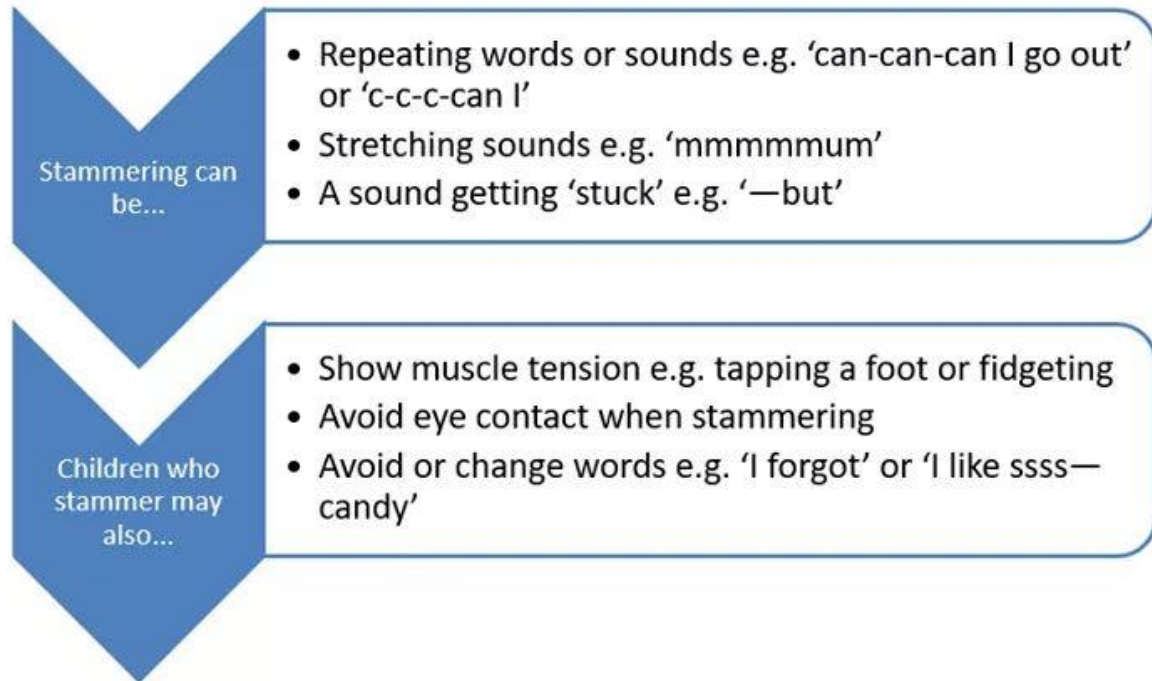 Stammering can
be...
• Repeating words or sounds e.g. ‘can-can-can I go out’
or ‘c-c-c-can I’
• Stretching sounds e.g. ‘mmmmmum’
• A sound getting ‘stuck’ e.g. ‘—but’
Children who
stammer may
also...
• Show muscle tension e.g. tapping a foot or fidgeting
• Avoid eye contact when stammering
• Avoid or change words e.g. ‘I forgot’ or ‘I like ssss—
candy’